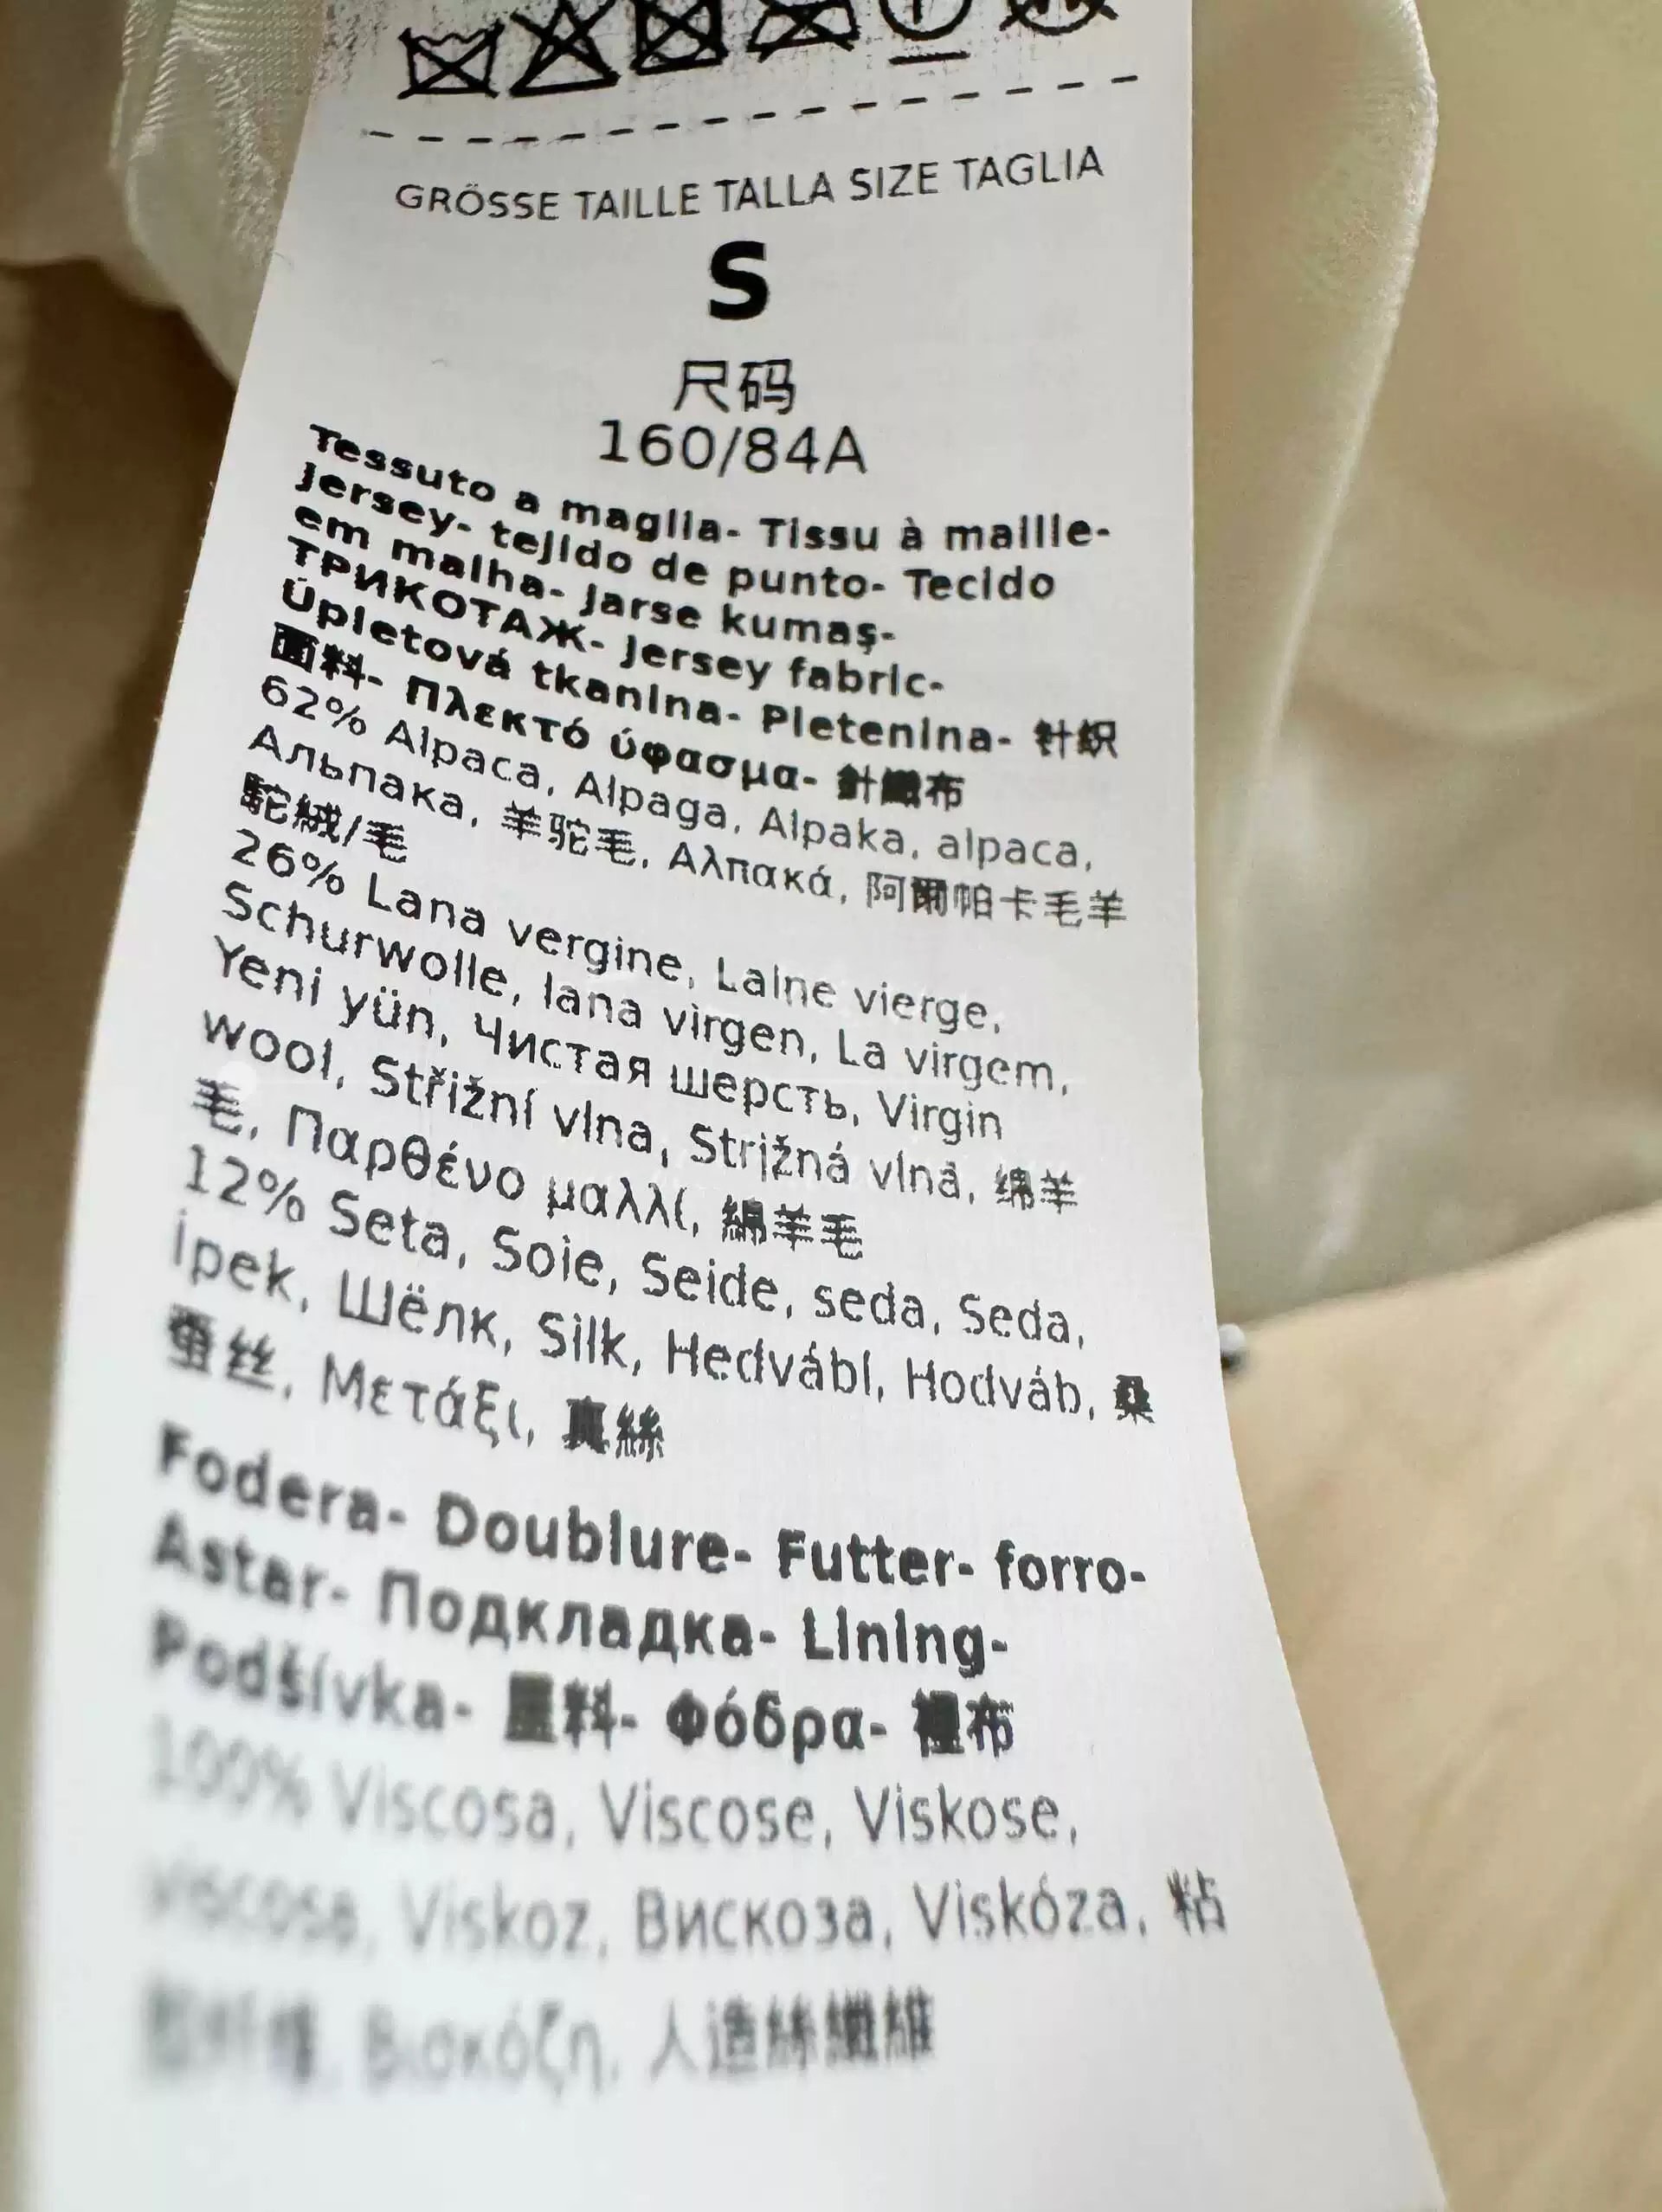 GRÖSSE TAILLE TALLA SIZE TAGLIA
S
尺码
160/84A
Tessuto a maglia- Tissu à maille-
Jersey- tejido de punto- Tecido
em malha- Jarse kumaş-
ТРИКОТАЖ- Jersey fabric-
Úpletová tkanina- Pletenina- 针织
面料- Πλεκτό ύφασμα- 針織布
62% Alpaca, Alpaga, Alpaka, alpaca,
Альпака, 羊驼毛, Αλπακά, 阿爾帕卡毛羊
駝絨/毛
26% Lana vergine, Laine vierge,
Schurwolle, lana virgen, La virgem,
Yeni yün, Чистая шерсть, Virgin
wool, Střižní vlna, Strižná vlna, 绵羊
毛, Παρθένο μαλλί, 綿羊毛
12% Seta, Soie, Seide, seda, Seda,
İpek, Шёлк, Silk, Hedvábí, Hodváb, 桑
蚕丝, Μετάξι, 真絲
Fodera- Doublure- Futter- forro-
Astar- Подкладка- Lining-
Podšívka- 里料- Φόδρα- 裡布
100% Viscosa, Viscose, Viskose,
viscosa, Viskoz, Вискоза, Viskóza, 粘
Βισκόζη, 人造絲纖維